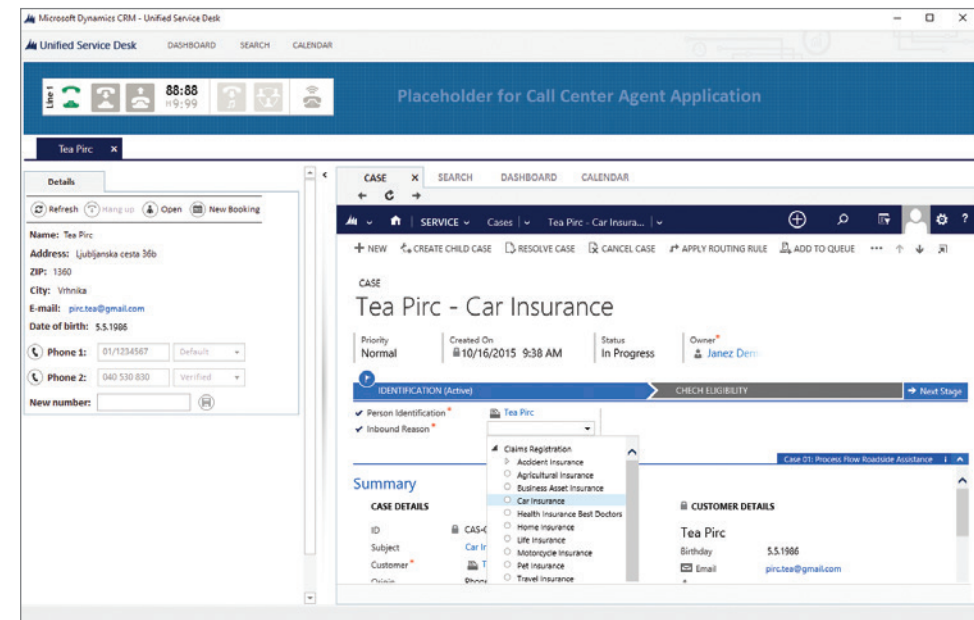 Microsoft Dynamics CRM - Unified Service Desk
Unified Service Desk DASHBOARD SEARCH CALENDAR
Line 1 88:88 H9:99
Placeholder for Call Center Agent Application
Tea Pirc x
Details
Refresh Hang up Open New Booking
Name: Tea Pirc
Address: Ljubljanska cesta 36b
ZIP: 1360
City: Vrhnika
E-mail: pirc.tea@gmail.com
Date of birth: 5.5.1986
Phone 1: 01/1234567 Default
Phone 2: 040 530 830 Verified
New number:
CASE x SEARCH DASHBOARD CALENDAR
SERVICE Cases Tea Pirc - Car Insura... ?
+ NEW CREATE CHILD CASE RESOLVE CASE CANCEL CASE APPLY ROUTING RULE ADD TO QUEUE ...
CASE
Tea Pirc - Car Insurance
Priority Created On Status Owner*
Normal 10/16/2015 9:38 AM In Progress Janez Dem
IDENTIFICATION (Active) CHECH ELIGIBILITY Next Stage
Person Identification* Tea Pirc
Inbound Reason*
Claims Registration
Accident Insurance
Agricultural Insurance
Business Asset Insurance
Car Insurance
Health Insurance Best Doctors
Home Insurance
Life Insurance
Motorcycle Insurance
Pet Insurance
Travel Insurance
Case 01: Process Flow Roadside Assistance i
Summary
CASE DETAILS
ID CAS-
Subject Car Ir
Customer* T
Origin Phone
CUSTOMER DETAILS
Tea Pirc
Birthday 5.5.1986
Email pirc.tea@gmail.com